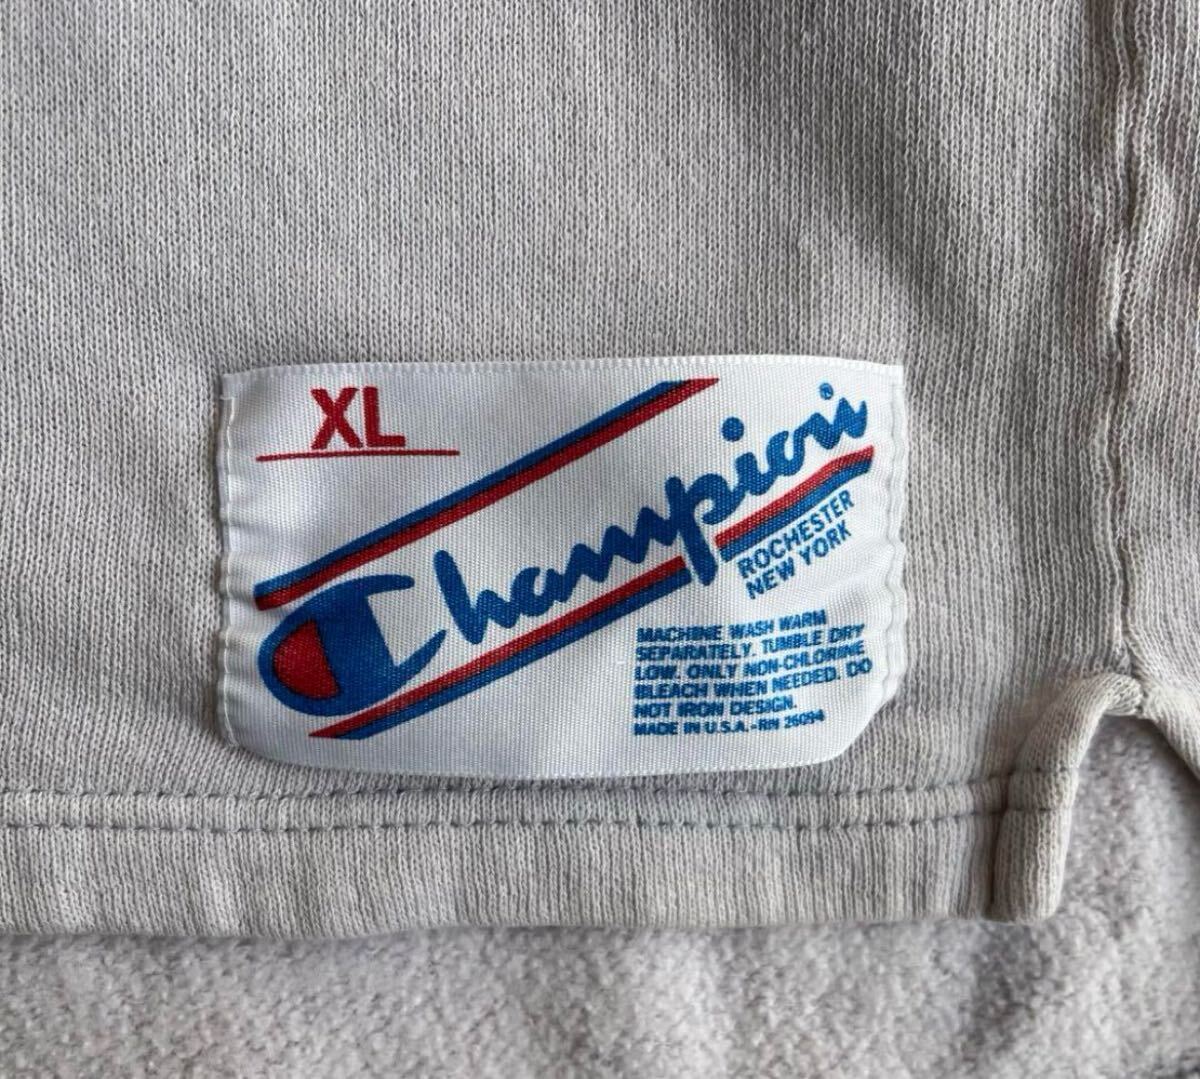 XL
Champion®
ROCHESTER
NEW YORK
MACHINE WASH WARM
SEPARATELY. TUMBLE DRY
LOW. ONLY NON-CHLORINE
BLEACH WHEN NEEDED. DO
NOT IRON DESIGN.
MADE IN U.S.A.-RN 26094